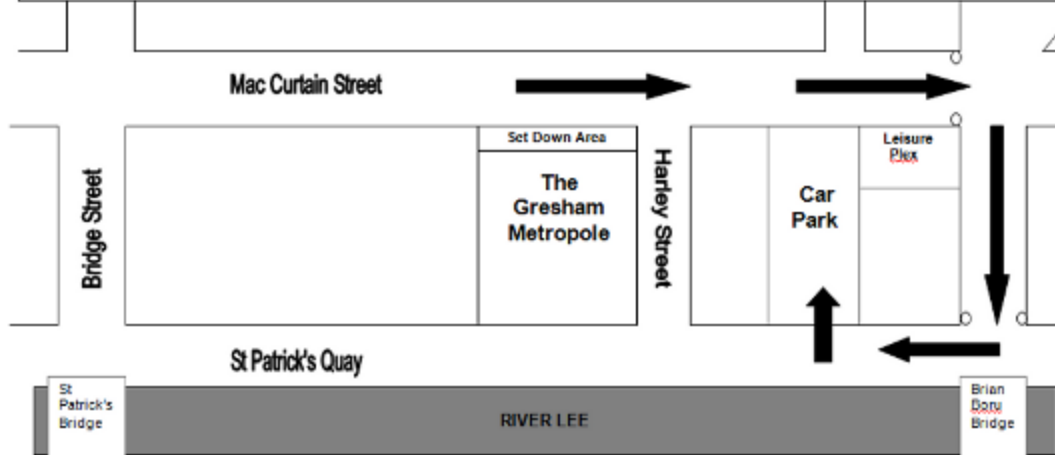 Mac Curtain Street
Set Down Area
The
Gresham
Metropole
Bridge Street
Harley Street
Car
Park
Leisure
Plex
St Patrick's Quay
St
Patrick's
Bridge
RIVER LEE
Brian
Boru
Bridge